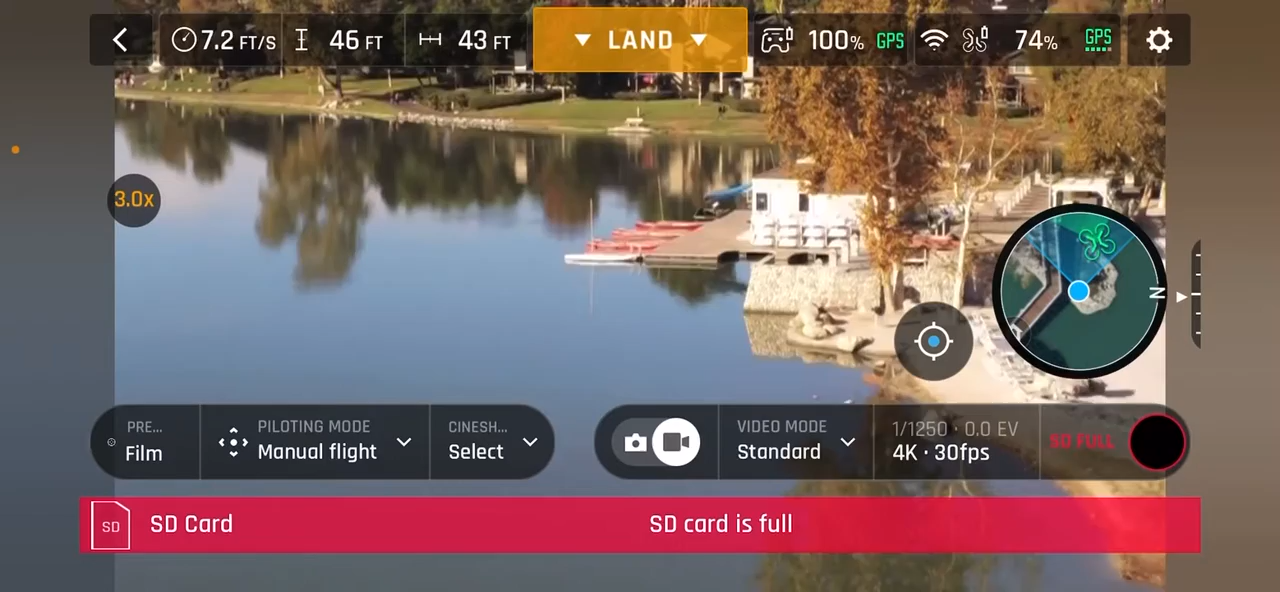 7.2 FT/S
46 FT
43 FT
LAND
100%
GPS
74%
GPS
3.0x
N
PRE...
Film
PILOTING MODE
Manual flight
CINESH...
Select
VIDEO MODE
Standard
1/1250 · 0.0 EV
4K · 30fps
SD FULL
SD
SD Card
SD card is full